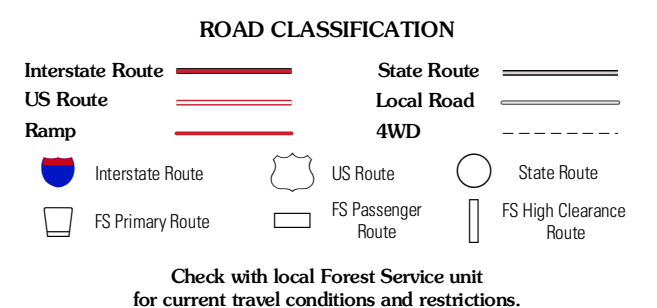 ROAD CLASSIFICATION
Interstate Route
State Route
US Route
Local Road
Ramp
4WD
Interstate Route
US Route
State Route
FS Primary Route
FS Passenger
Route
FS High Clearance
Route
Check with local Forest Service unit
for current travel conditions and restrictions.